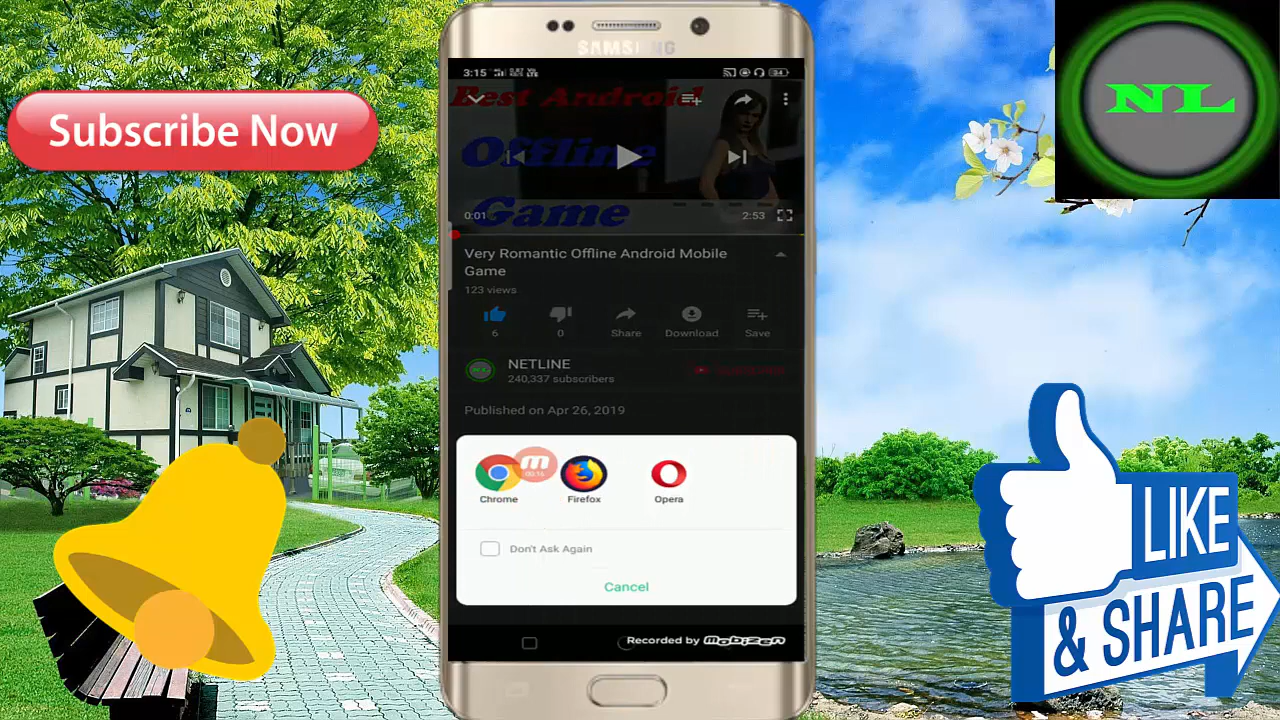 Subscribe Now
NL
SAMSUNG
3:15
Best Android
Offline
Game
0:01
2:53
Very Romantic Offline Android Mobile
Game
123 views
6
0
Share
Download
Save
NETLINE
240,337 subscribers
SUBSCRIBE
Published on Apr 26, 2019
Chrome
Firefox
Opera
Don't Ask Again
Cancel
Recorded by mobizen
LIKE
& SHARE